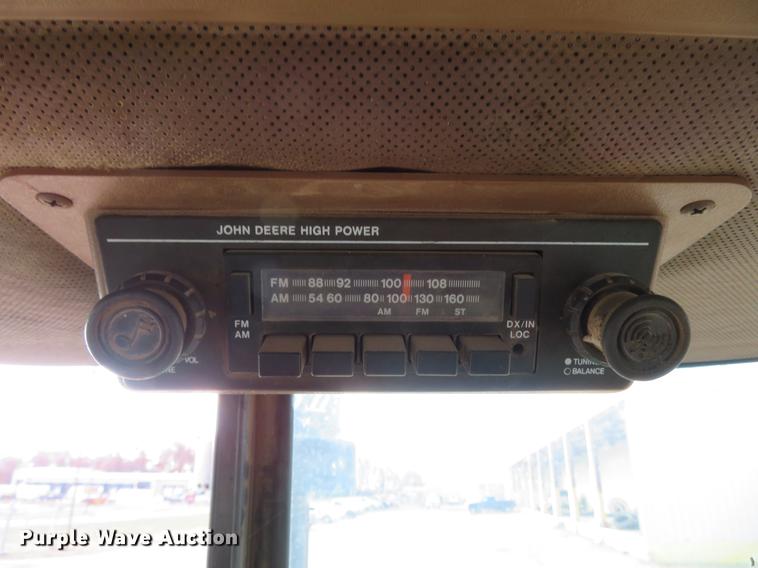 JOHN DEERE HIGH POWER
FM 88 92 100 108
AM 54 60 80 100 130 160
AM FM ST
FM
AM
DX/IN
LOC
VOL
TUNING
BALANCE
Purple Wave Auction